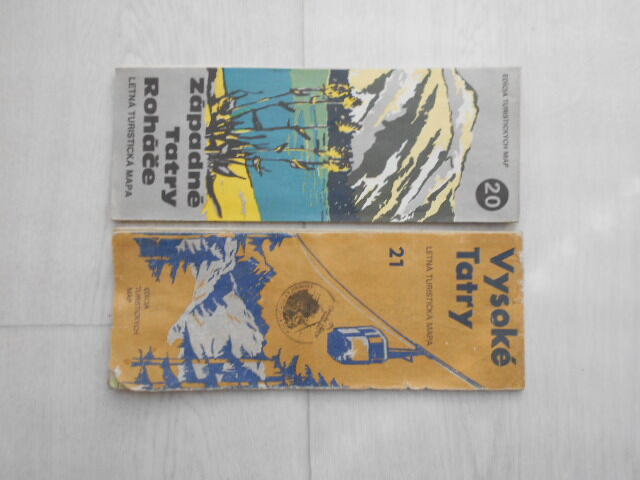 EDÍCIA TURISTICKÝCH MÁP
20
západné
Tatry
Roháče
LETNÁ TURISTICKÁ MAPA
Vysoké
Tatry
LETNÁ TURISTICKÁ MAPA
21
EDÍCIA
TURISTICKÝCH
MÁP